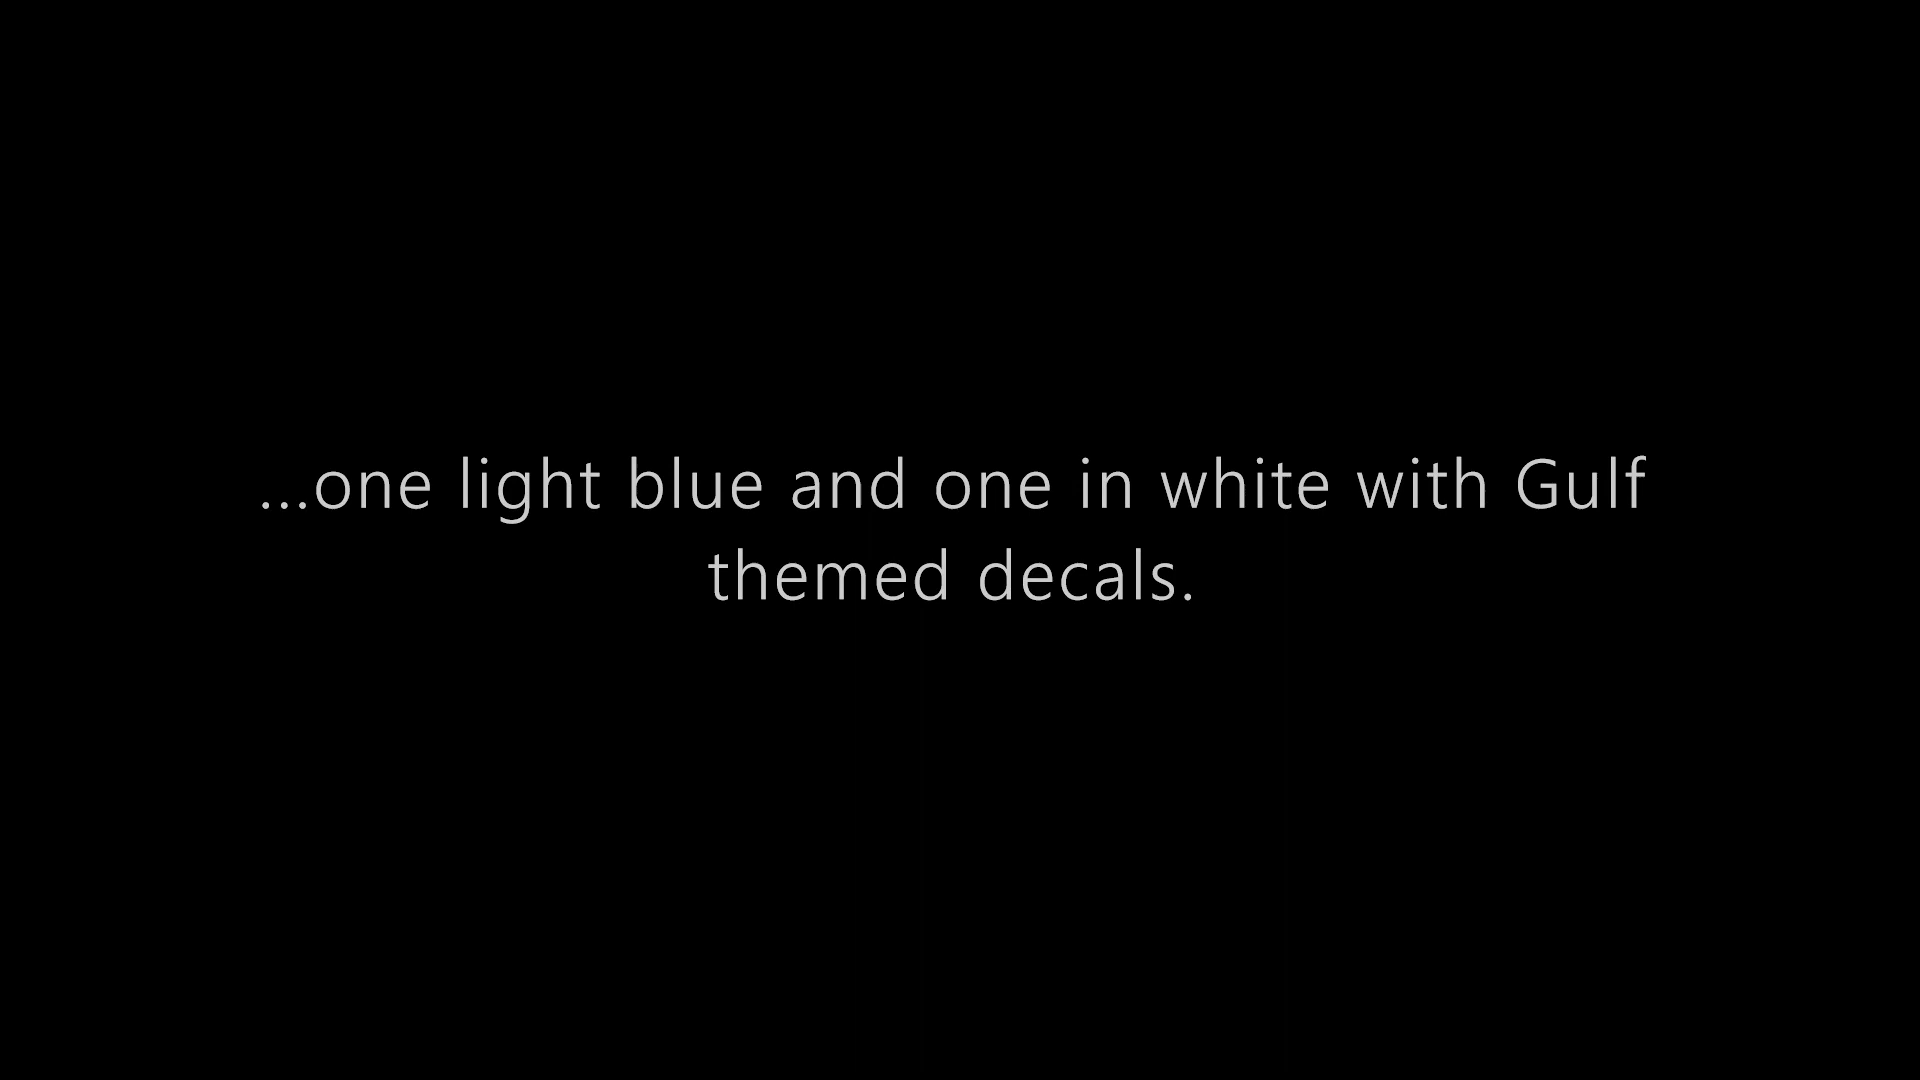 ...one light blue and one in white with Gulf
themed decals.